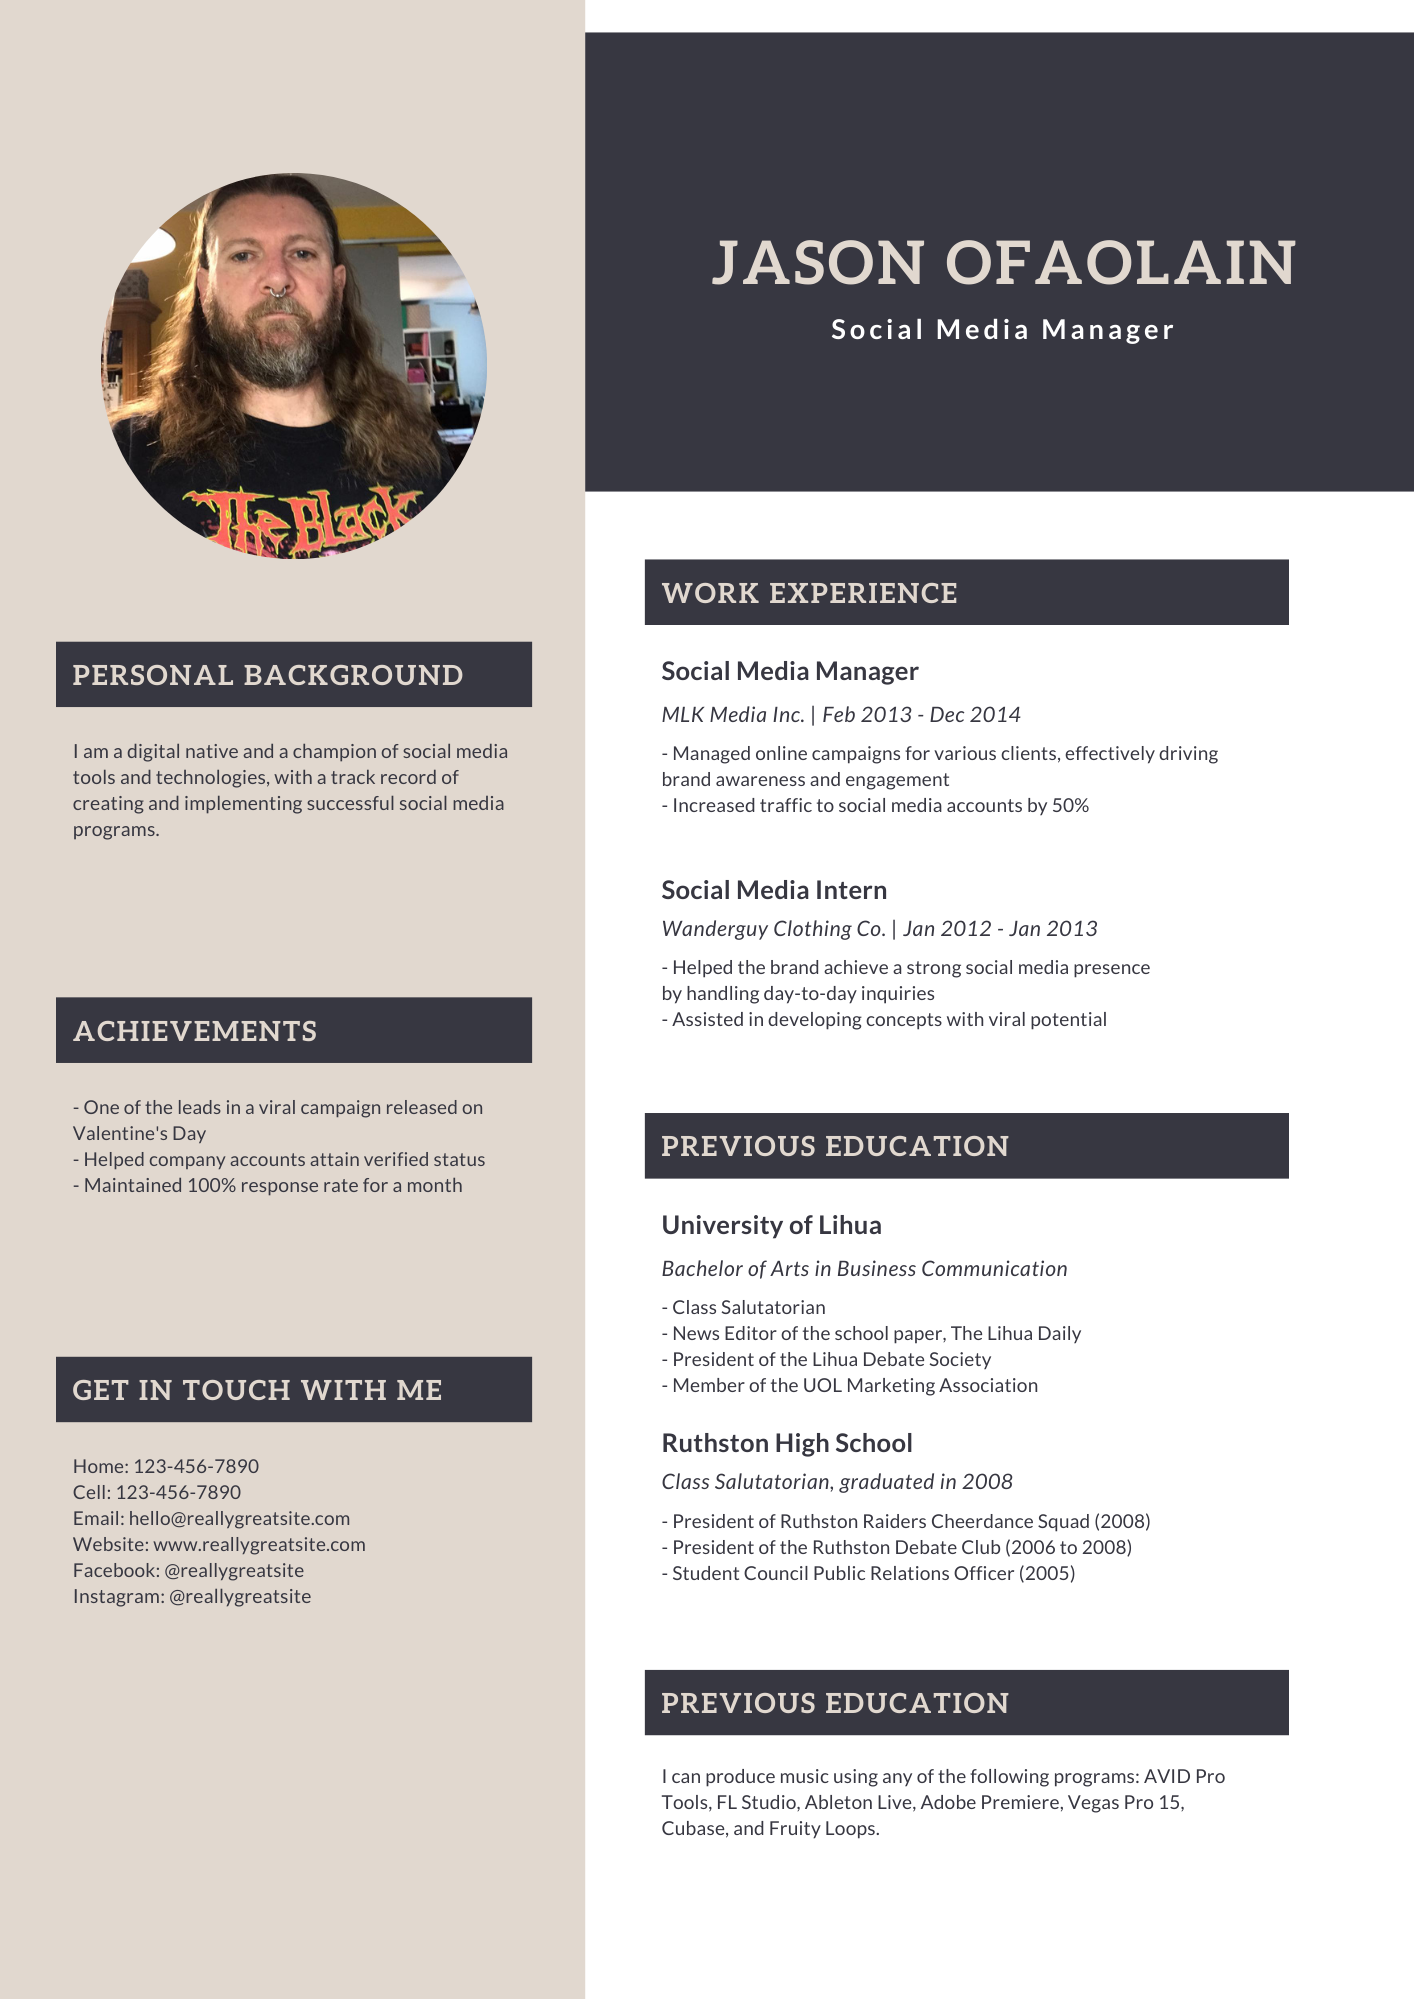 The Black
PERSONAL BACKGROUND
I am a digital native and a champion of social media
tools and technologies, with a track record of
creating and implementing successful social media
programs.
ACHIEVEMENTS
- One of the leads in a viral campaign released on
Valentine's Day
- Helped company accounts attain verified status
- Maintained 100% response rate for a month
GET IN TOUCH WITH ME
Home: 123-456-7890
Cell: 123-456-7890
Email: hello@reallygreatsite.com
Website: www.reallygreatsite.com
Facebook: @reallygreatsite
Instagram: @reallygreatsite
JASON OFAOLAIN
Social Media Manager
WORK EXPERIENCE
Social Media Manager
MLK Media Inc. | Feb 2013 - Dec 2014
- Managed online campaigns for various clients, effectively driving
brand awareness and engagement
- Increased traffic to social media accounts by 50%
Social Media Intern
Wanderguy Clothing Co. | Jan 2012 - Jan 2013
- Helped the brand achieve a strong social media presence
by handling day-to-day inquiries
- Assisted in developing concepts with viral potential
PREVIOUS EDUCATION
University of Lihua
Bachelor of Arts in Business Communication
- Class Salutatorian
- News Editor of the school paper, The Lihua Daily
- President of the Lihua Debate Society
- Member of the UOL Marketing Association
Ruthston High School
Class Salutatorian, graduated in 2008
- President of Ruthston Raiders Cheerdance Squad (2008)
- President of the Ruthston Debate Club (2006 to 2008)
- Student Council Public Relations Officer (2005)
PREVIOUS EDUCATION
I can produce music using any of the following programs: AVID Pro
Tools, FL Studio, Ableton Live, Adobe Premiere, Vegas Pro 15,
Cubase, and Fruity Loops.